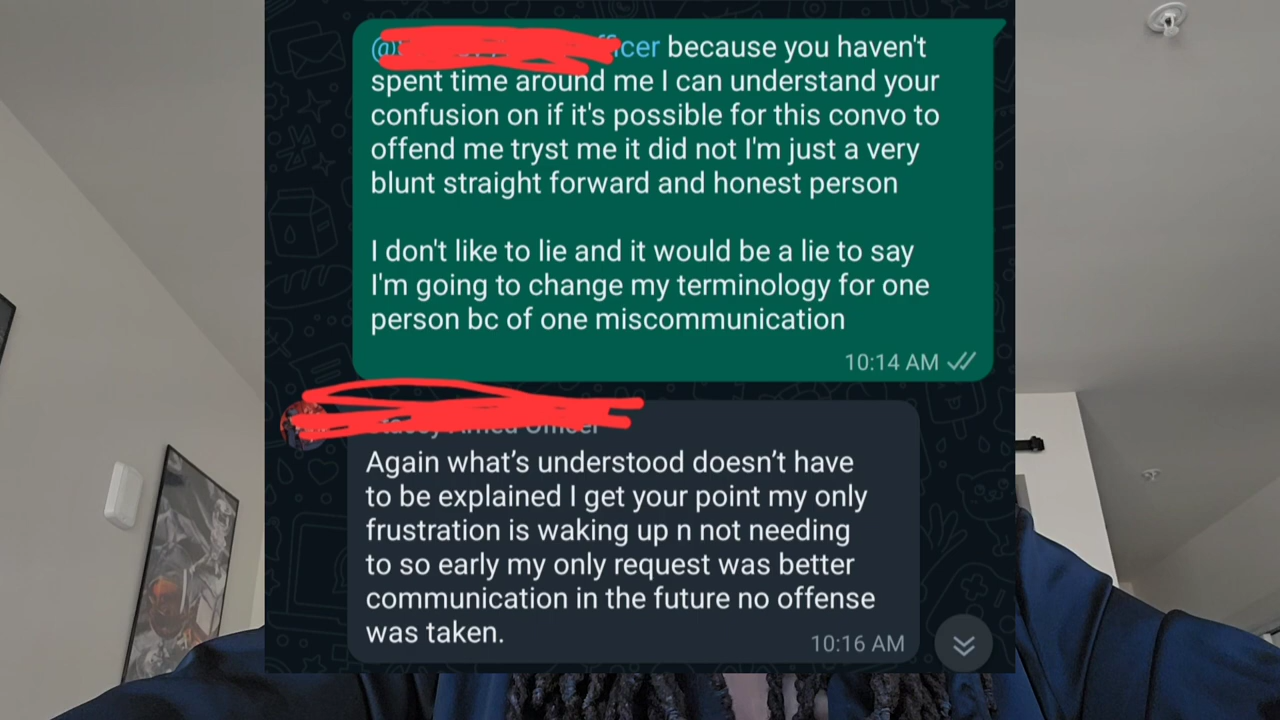 because you haven't
spent time around me I can understand your
confusion on if it's possible for this convo to
offend me tryst me it did not I'm just a very
blunt straight forward and honest person
I don't like to lie and it would be a lie to say
I'm going to change my terminology for one
person bc of one miscommunication
10:14 AM
Again what's understood doesn't have
to be explained I get your point my only
frustration is waking up n not needing
to so early my only request was better
communication in the future no offense
was taken.
10:16 AM